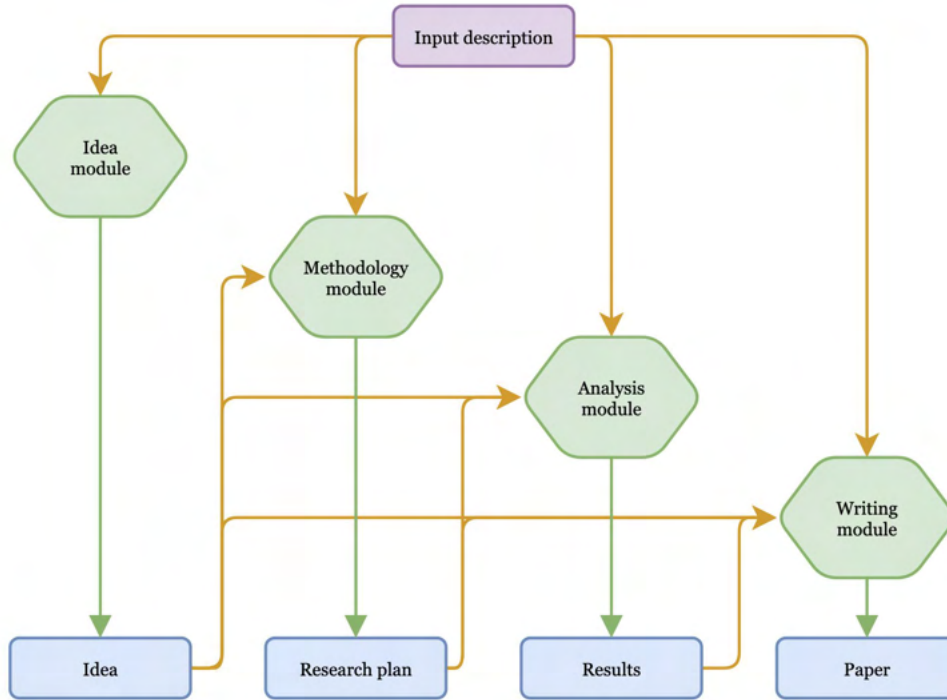 Input description
Idea
module
Methodology
module
Analysis
module
Writing
module
Idea
Research plan
Results
Paper